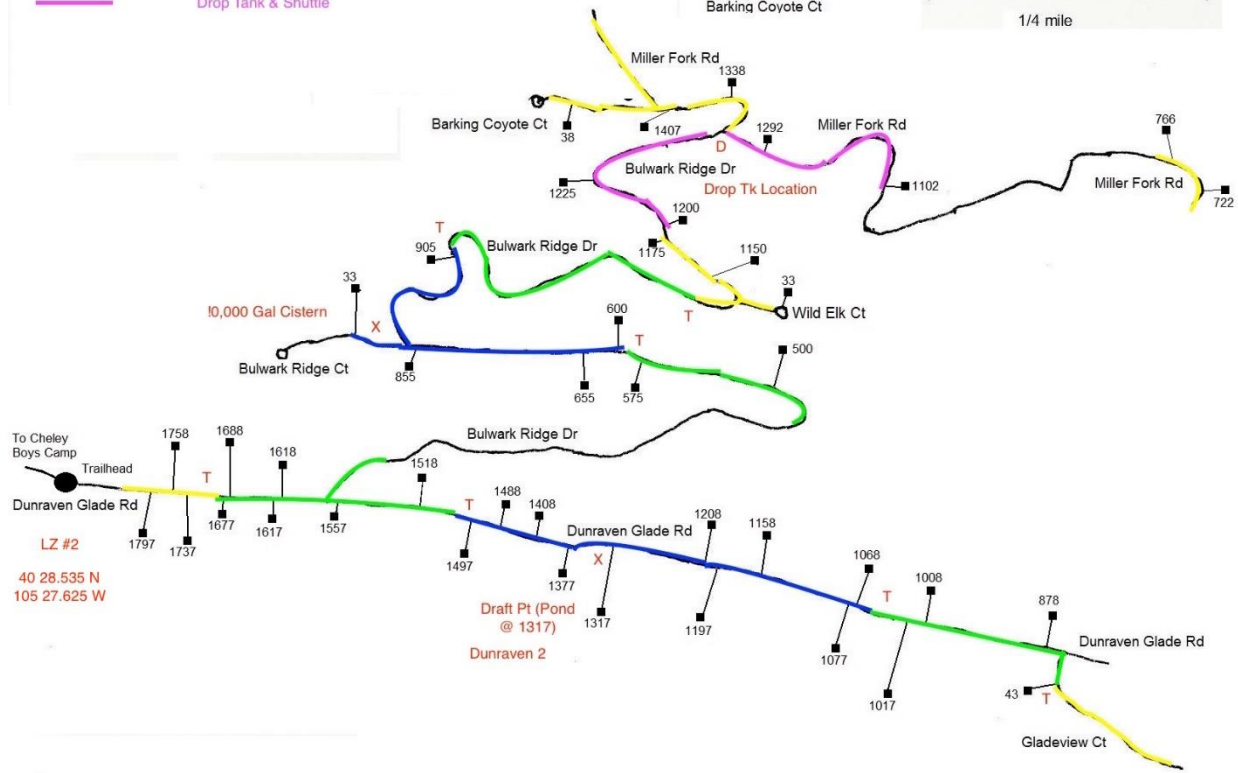 Drop Tank & Shuttle
Barking Coyote Ct
1/4 mile
Miller Fork Rd
1338
Barking Coyote Ct
38
1407
1292
Miller Fork Rd
766
D
Bulwark Ridge Dr
Drop Tk Location
1225
1102
Miller Fork Rd
722
1200
T
905
Bulwark Ridge Dr
1175
1150
33
33
!0,000 Gal Cistern
X
600
T
T
Wild Elk Ct
Bulwark Ridge Ct
855
655
575
500
To Cheley
Boys Camp
Trailhead
1758
1688
1618
Bulwark Ridge Dr
1518
T
T
1488
1408
Dunraven Glade Rd
1797
1737
1677
1617
1557
1497
1377
Dunraven Glade Rd
X
1208
1158
LZ #2
40 28.535 N
105 27.625 W
Draft Pt (Pond
@ 1317)
Dunraven 2
1317
1197
1068
T
1008
878
1077
1017
Dunraven Glade Rd
43
T
Gladeview Ct